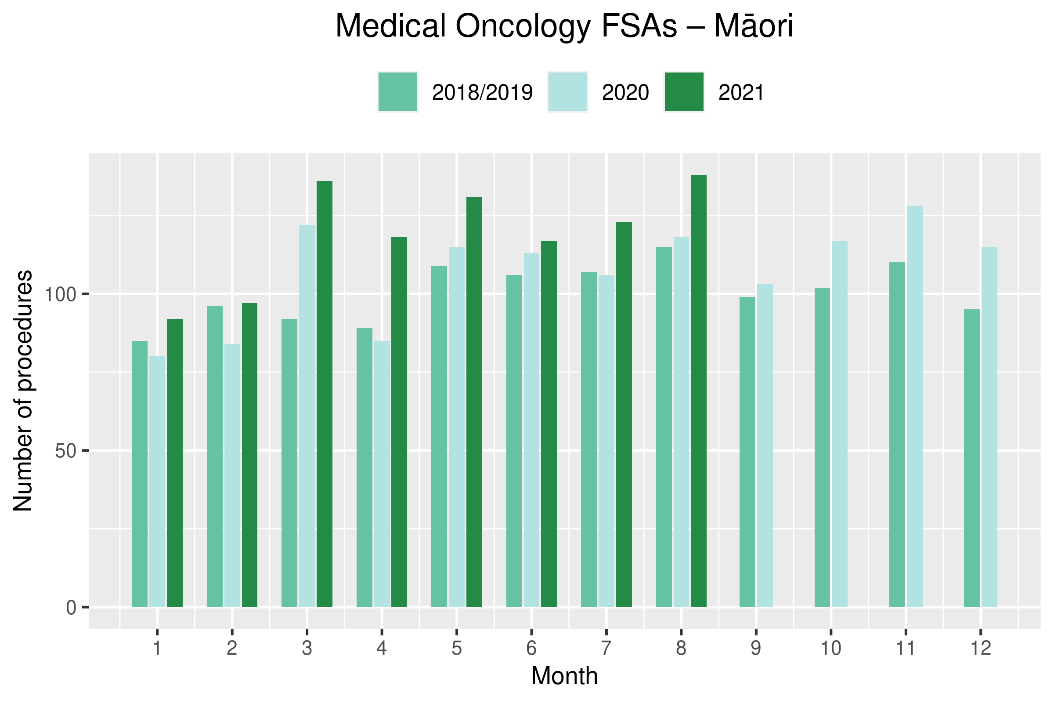 Medical Oncology FSAs – Māori
2018/2019 2020 2021
Number of procedures
100
50
0
1 2 3 4 5 6 7 8 9 10 11 12
Month